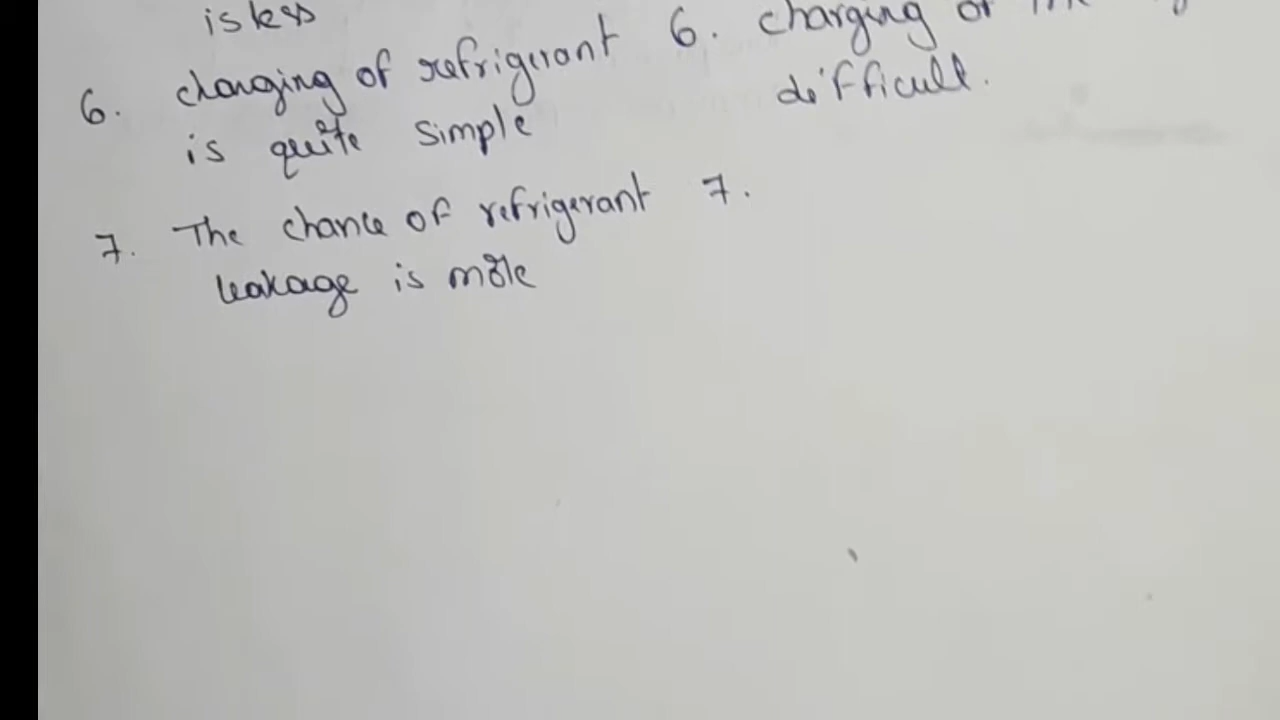 is less
6. charging of refrigerant
is quite simple
7. The chance of refrigerant
leakage is more
6. charging of
difficult.
7.